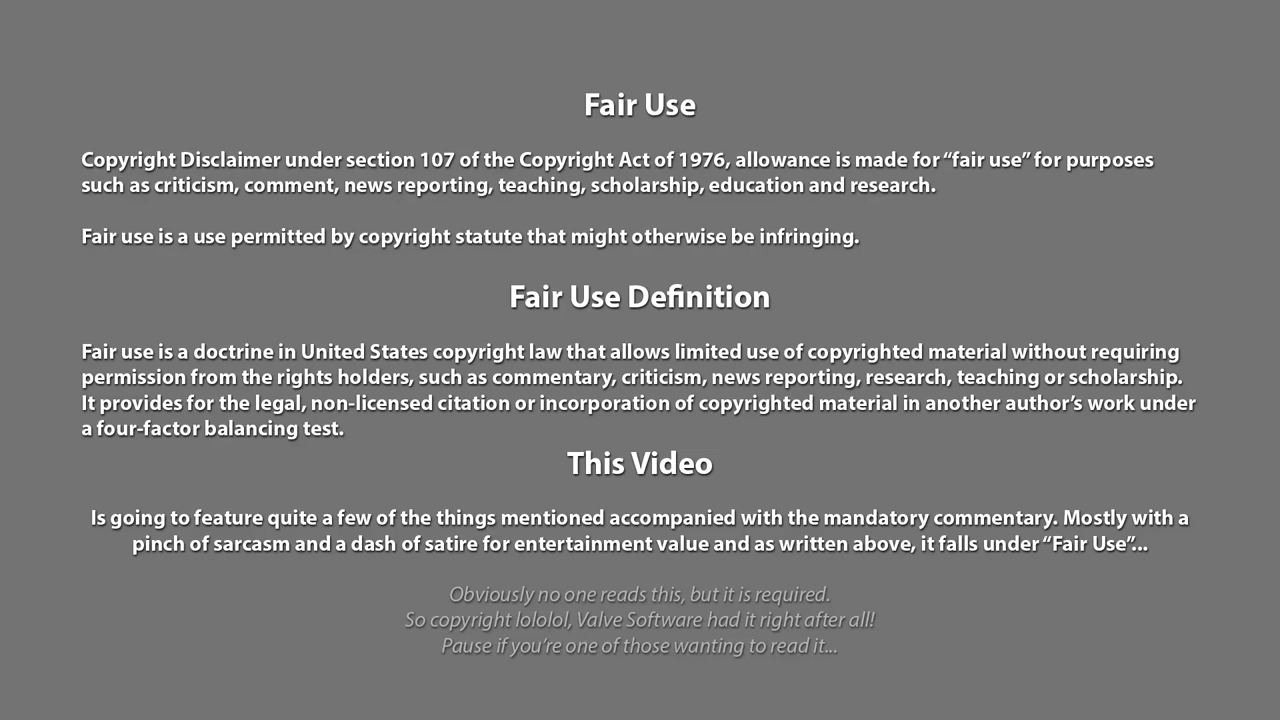 Fair Use
Copyright Disclaimer under section 107 of the Copyright Act of 1976, allowance is made for “fair use” for purposes
such as criticism, comment, news reporting, teaching, scholarship, education and research.
Fair use is a use permitted by copyright statute that might otherwise be infringing.
Fair Use Definition
Fair use is a doctrine in United States copyright law that allows limited use of copyrighted material without requiring
permission from the rights holders, such as commentary, criticism, news reporting, research, teaching or scholarship.
It provides for the legal, non-licensed citation or incorporation of copyrighted material in another author’s work under
a four-factor balancing test.
This Video
Is going to feature quite a few of the things mentioned accompanied with the mandatory commentary. Mostly with a
pinch of sarcasm and a dash of satire for entertainment value and as written above, it falls under “Fair Use”...
Obviously no one reads this, but it is required.
So copyright lololol, Valve Software had it right after all!
Pause if you’re one of those wanting to read it...